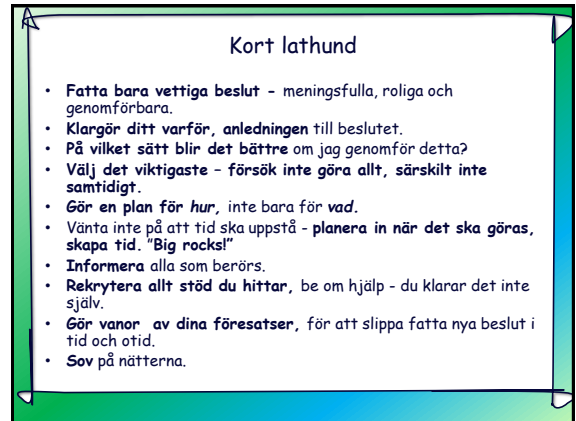 Kort lathund
• Fatta bara vettiga beslut - meningsfulla, roliga och
genomförbara.
• Klargör ditt varför, anledningen till beslutet.
• På vilket sätt blir det bättre om jag genomför detta?
• Välj det viktigaste – försök inte göra allt, särskilt inte
samtidigt.
• Gör en plan för hur, inte bara för vad.
• Vänta inte på att tid ska uppstå - planera in när det ska göras,
skapa tid. "Big rocks!"
• Informera alla som berörs.
• Rekrytera allt stöd du hittar, be om hjälp - du klarar det inte
själv.
• Gör vanor av dina föresatser, för att slippa fatta nya beslut i
tid och otid.
• Sov på nätterna.